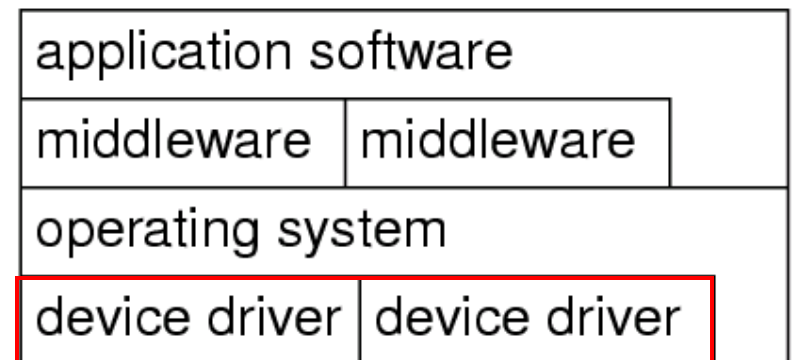 application software
middleware middleware
operating system
device driver device driver